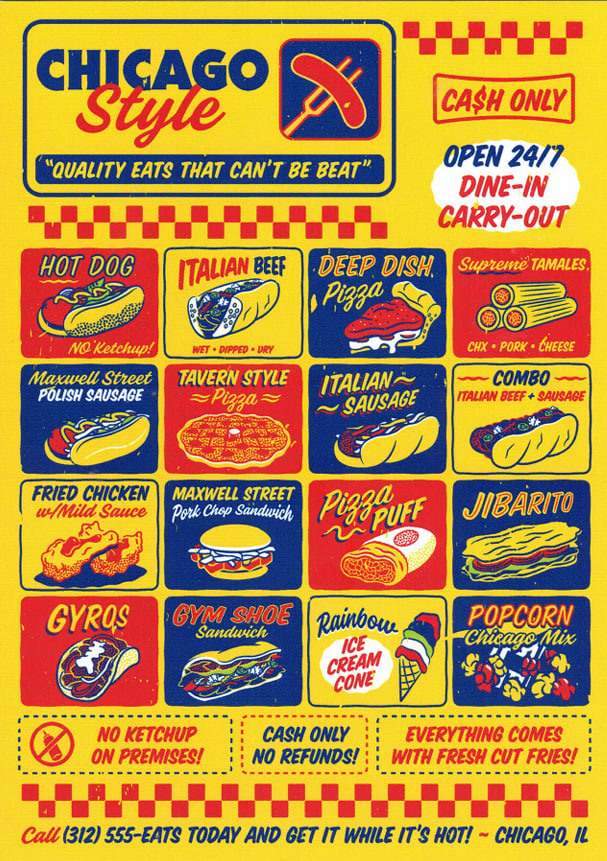 CHICAGO
Style
"QUALITY EATS THAT CAN'T BE BEAT"
CA$H ONLY
OPEN 24/7
DINE-IN
CARRY-OUT
HOT DOG
NO Ketchup!
ITALIAN BEEF
WET • DIPPED • DRY
DEEP DISH
Pizza
Supreme TAMALES
CHX • PORK • CHEESE
Maxwell Street
POLISH SAUSAGE
TAVERN STYLE
Pizza
ITALIAN
SAUSAGE
COMBO
ITALIAN BEEF + SAUSAGE
FRIED CHICKEN
w/Mild Sauce
MAXWELL STREET
Pork Chop Sandwich
Pizza
PUFF
JIBARITO
GYROS
GYM SHOE
Sandwich
Rainbow
ICE
CREAM
CONE
POPCORN
Chicago Mix
NO KETCHUP
ON PREMISES!
CASH ONLY
NO REFUNDS!
EVERYTHING COMES
WITH FRESH CUT FRIES!
Call (312) 555-EATS TODAY AND GET IT WHILE IT'S HOT! ~ CHICAGO, IL